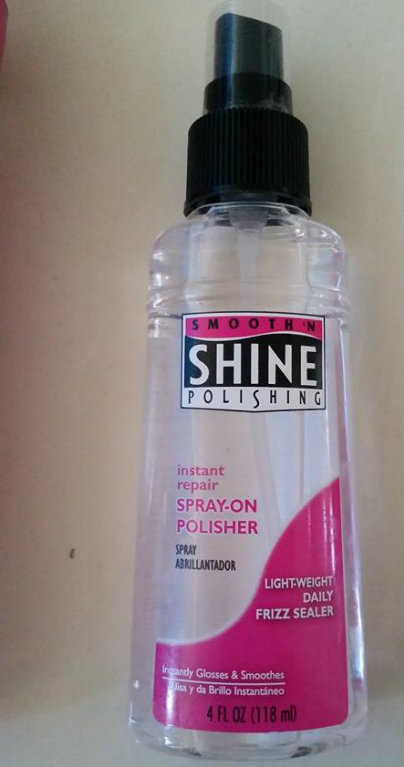 SMOOTH 'N
SHINE
POLISHING
instant
repair
SPRAY-ON
POLISHER
SPRAY
ABRILLANTADOR
LIGHT-WEIGHT
DAILY
FRIZZ SEALER
Instantly Glosses & Smoothes
Alisa y da Brillo Instantáneo
4 FL OZ (118 ml)